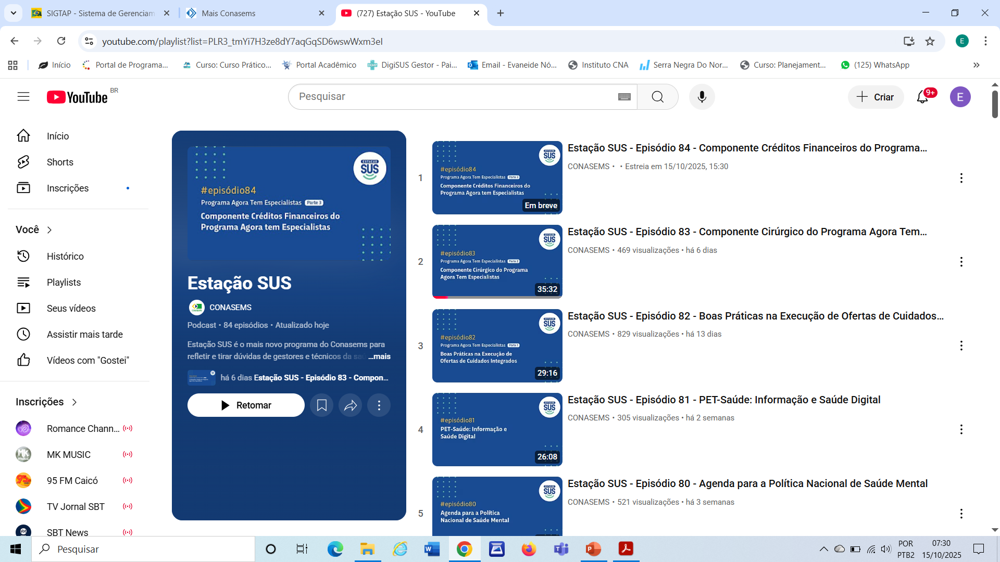 SIGTAP - Sistema de Gerenciam
Mais Conasems
(727) Estação SUS - YouTube
youtube.com/playlist?list=PLR3_tmYi7H3ze8dY7aqGqSD6wswWxm3eI
E
Início
Portal de Programa...
Curso: Curso Prático...
Portal Acadêmico
DigiSUS Gestor - Pai...
Email - Evaneide Nó...
Instituto CNA
Serra Negra Do Nor...
Curso: Planejament...
(125) WhatsApp
YouTube BR
Pesquisar
Criar
9+
E
Início
Shorts
Inscrições
Você
Histórico
Playlists
Seus vídeos
Assistir mais tarde
Vídeos com "Gostei"
Inscrições
Romance Chann...
MK MUSIC
95 FM Caicó
TV Jornal SBT
SBT News
ESTAÇÃO
SUS
#episódio84
Programa Agora Tem Especialistas Parte 3
Componente Créditos Financeiros do
Programa Agora tem Especialistas
Estação SUS
CONASEMS
Podcast • 84 episódios • Atualizado hoje
Estação SUS é o mais novo programa do Conasems para
refletir e tirar dúvidas de gestores e técnicos da saú ...mais
há 6 dias Estação SUS - Episódio 83 - Compon...
Retomar
1
ESTAÇÃO
SUS
#episódio84
Programa Agora Tem Especialistas Parte 3
Componente Créditos Financeiros do
Programa Agora tem Especialistas
Em breve
Estação SUS - Episódio 84 - Componente Créditos Financeiros do Programa...
CONASEMS • • Estreia em 15/10/2025, 15:30
2
ESTAÇÃO
SUS
#episódio83
Programa Agora Tem Especialistas Parte 2
Componente Cirúrgico do Programa
Agora Tem Especialistas
35:32
Estação SUS - Episódio 83 - Componente Cirúrgico do Programa Agora Tem...
CONASEMS • 469 visualizações • há 6 dias
3
ESTAÇÃO
SUS
#episódio82
Programa Agora Tem Especialistas Parte 1
Boas Práticas na Execução de
Ofertas de Cuidados Integrados
29:16
Estação SUS - Episódio 82 - Boas Práticas na Execução de Ofertas de Cuidados...
CONASEMS • 829 visualizações • há 13 dias
4
ESTAÇÃO
SUS
#episódio81
PET-Saúde: Informação e
Saúde Digital
26:08
Estação SUS - Episódio 81 - PET-Saúde: Informação e Saúde Digital
CONASEMS • 305 visualizações • há 2 semanas
5
ESTAÇÃO
SUS
#episódio80
Agenda para a Política
Nacional de Saúde Mental
Estação SUS - Episódio 80 - Agenda para a Política Nacional de Saúde Mental
CONASEMS • 521 visualizações • há 3 semanas
Pesquisar
POR
PTB2
07:30
15/10/2025